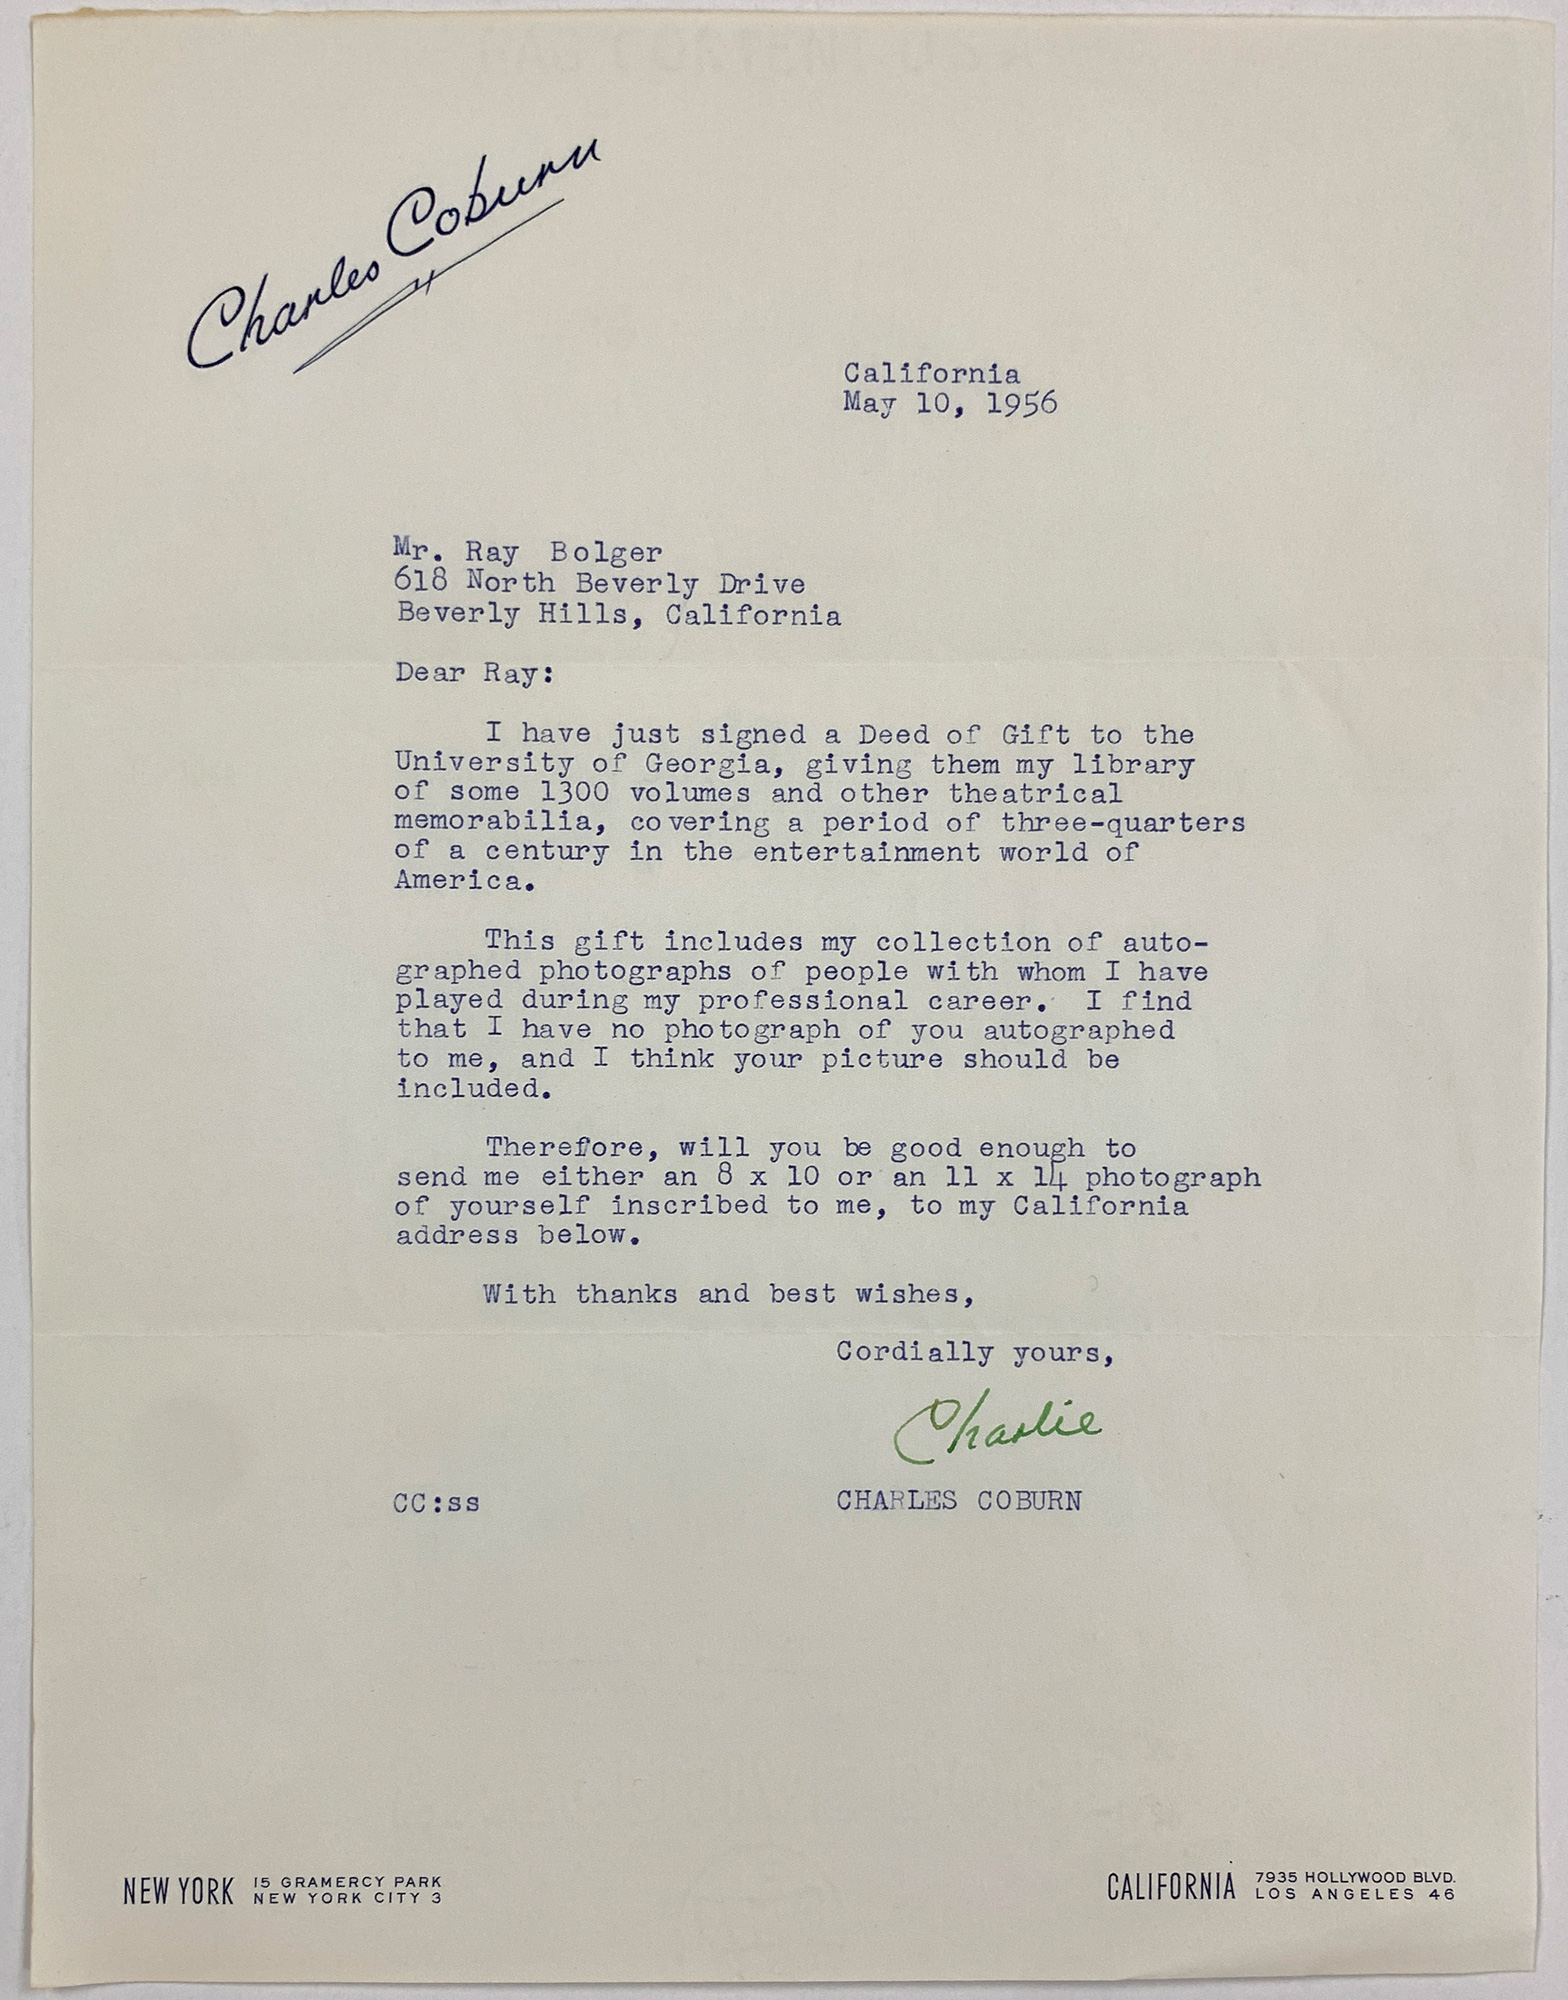 Charles Coburn
California
May 10, 1956
Mr. Ray Bolger
618 North Beverly Drive
Beverly Hills, California
Dear Ray:
I have just signed a Deed of Gift to the
University of Georgia, giving them my library
of some 1300 volumes and other theatrical
memorabilia, covering a period of three-quarters
of a century in the entertainment world of
America.
This gift includes my collection of auto-
graphed photographs of people with whom I have
played during my professional career. I find
that I have no photograph of you autographed
to me, and I think your picture should be
included.
Therefore, will you be good enough to
send me either an 8 x 10 or an 11 x 14 photograph
of yourself inscribed to me, to my California
address below.
With thanks and best wishes,
Cordially yours,
Charlie
CC:ss CHARLES COBURN
NEW YORK 15 GRAMERCY PARK
NEW YORK CITY 3
CALIFORNIA 7935 HOLLYWOOD BLVD.
LOS ANGELES 46